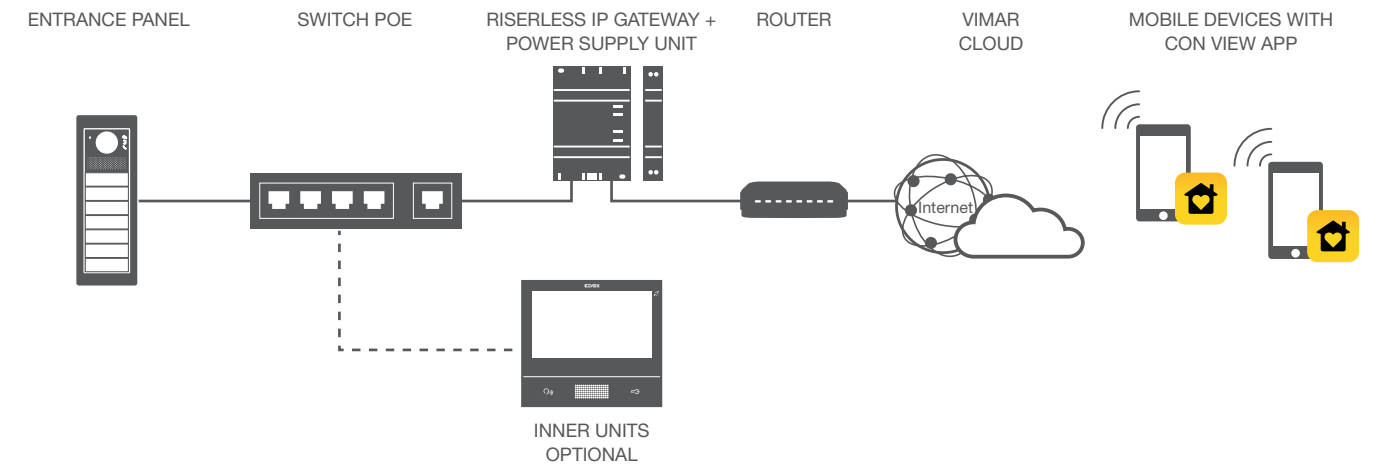 ENTRANCE PANEL
SWITCH POE
RISERLESS IP GATEWAY +
POWER SUPPLY UNIT
ROUTER
VIMAR
CLOUD
MOBILE DEVICES WITH
CON VIEW APP
Internet
INNER UNITS
OPTIONAL